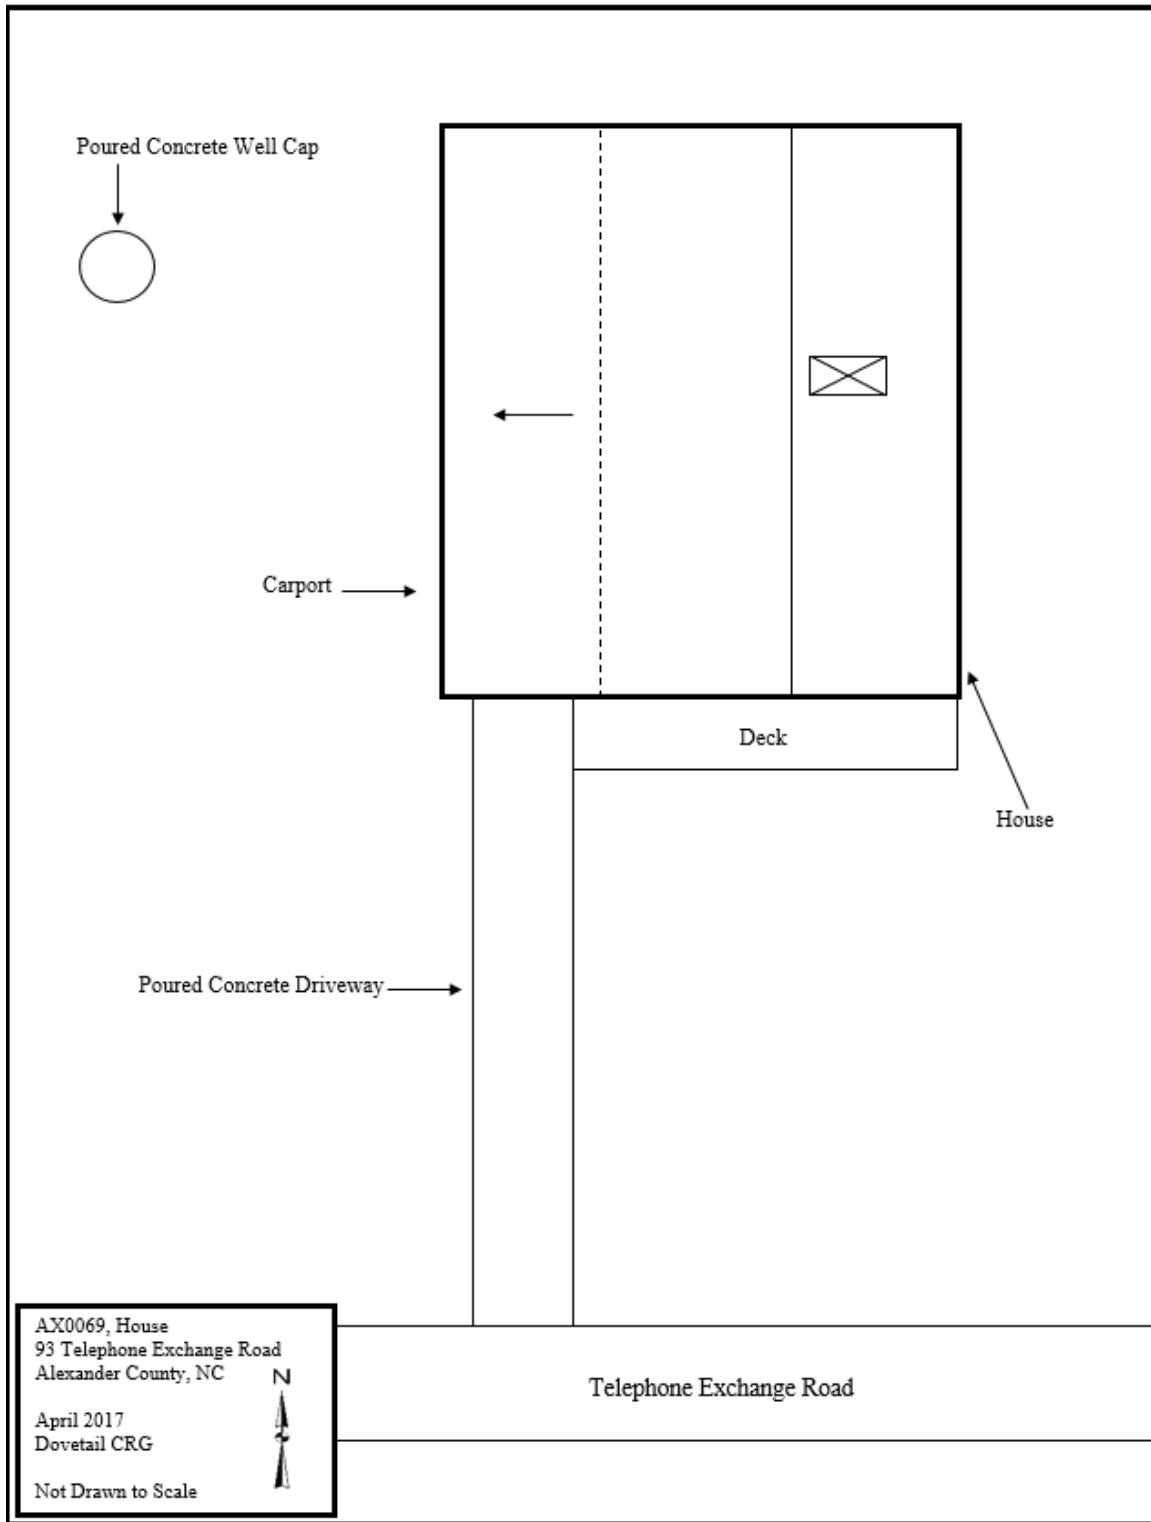 Poured Concrete Well Cap
Carport
Deck
House
Poured Concrete Driveway
AX0069, House
93 Telephone Exchange Road
Alexander County, NC
N
April 2017
Dovetail CRG
Not Drawn to Scale
Telephone Exchange Road